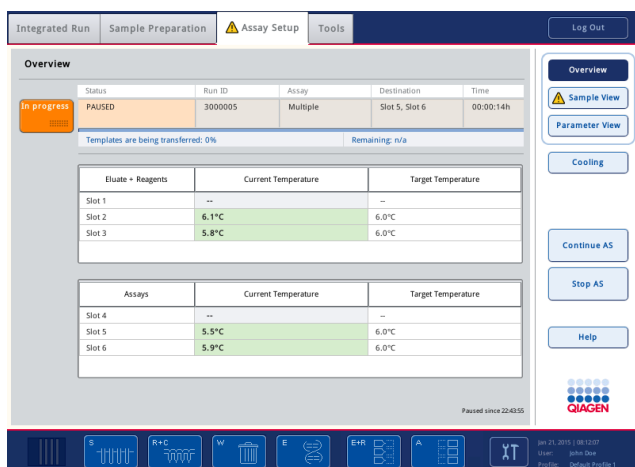 Integrated Run Sample Preparation Assay Setup Tools Log Out
Overview
Status Run ID Assay Destination Time
In progress PAUSED 3000005 Multiple Slot 5, Slot 6 00:00:14h
Templates are being transferred: 0% Remaining: n/a
Eluate + Reagents Current Temperature Target Temperature
Slot 1 -- --
Slot 2 6.1°C 6.0°C
Slot 3 5.8°C 6.0°C
Assays Current Temperature Target Temperature
Slot 4 -- --
Slot 5 5.5°C 6.0°C
Slot 6 5.9°C 6.0°C
Paused since 22:43:55
Overview
Sample View
Parameter View
Cooling
Continue AS
Stop AS
Help
QIAGEN
S R+C W E E+R A
Jan 21, 2015 | 08:12:07
User: John Doe
Profile: Default Profile 1